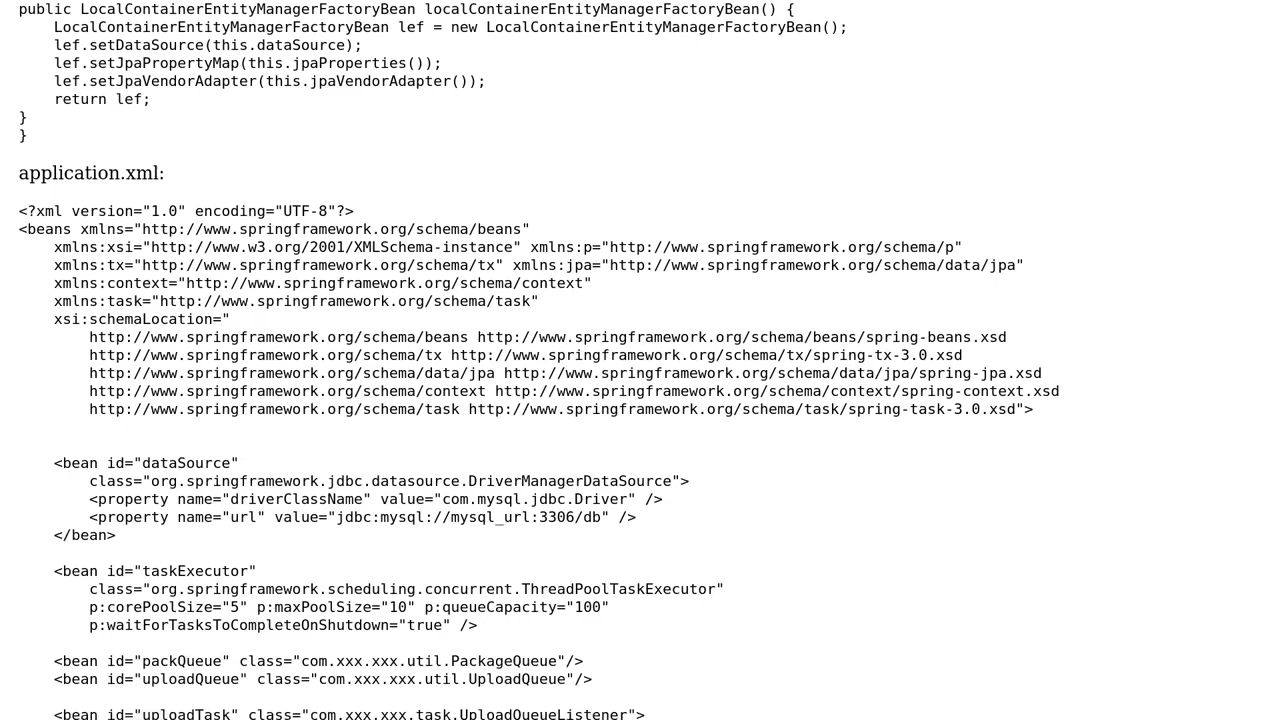 public LocalContainerEntityManagerFactoryBean localContainerEntityManagerFactoryBean() {
    LocalContainerEntityManagerFactoryBean lef = new LocalContainerEntityManagerFactoryBean();
    lef.setDataSource(this.dataSource);
    lef.setJpaPropertyMap(this.jpaProperties());
    lef.setJpaVendorAdapter(this.jpaVendorAdapter());
    return lef;
}
}
application.xml:
<?xml version="1.0" encoding="UTF-8"?>
<beans xmlns="http://www.springframework.org/schema/beans"
    xmlns:xsi="http://www.w3.org/2001/XMLSchema-instance" xmlns:p="http://www.springframework.org/schema/p"
    xmlns:tx="http://www.springframework.org/schema/tx" xmlns:jpa="http://www.springframework.org/schema/data/jpa"
    xmlns:context="http://www.springframework.org/schema/context"
    xmlns:task="http://www.springframework.org/schema/task"
    xsi:schemaLocation="
        http://www.springframework.org/schema/beans http://www.springframework.org/schema/beans/spring-beans.xsd
        http://www.springframework.org/schema/tx http://www.springframework.org/schema/tx/spring-tx-3.0.xsd
        http://www.springframework.org/schema/data/jpa http://www.springframework.org/schema/data/jpa/spring-jpa.xsd
        http://www.springframework.org/schema/context http://www.springframework.org/schema/context/spring-context.xsd
        http://www.springframework.org/schema/task http://www.springframework.org/schema/task/spring-task-3.0.xsd">
    <bean id="dataSource"
        class="org.springframework.jdbc.datasource.DriverManagerDataSource">
        <property name="driverClassName" value="com.mysql.jdbc.Driver" />
        <property name="url" value="jdbc:mysql://mysql_url:3306/db" />
    </bean>
    <bean id="taskExecutor"
        class="org.springframework.scheduling.concurrent.ThreadPoolTaskExecutor"
        p:corePoolSize="5" p:maxPoolSize="10" p:queueCapacity="100"
        p:waitForTasksToCompleteOnShutdown="true" />
    <bean id="packQueue" class="com.xxx.xxx.util.PackageQueue"/>
    <bean id="uploadQueue" class="com.xxx.xxx.util.UploadQueue"/>
    <bean id="uploadTask" class="com.xxx.xxx.task.UploadQueueListener">